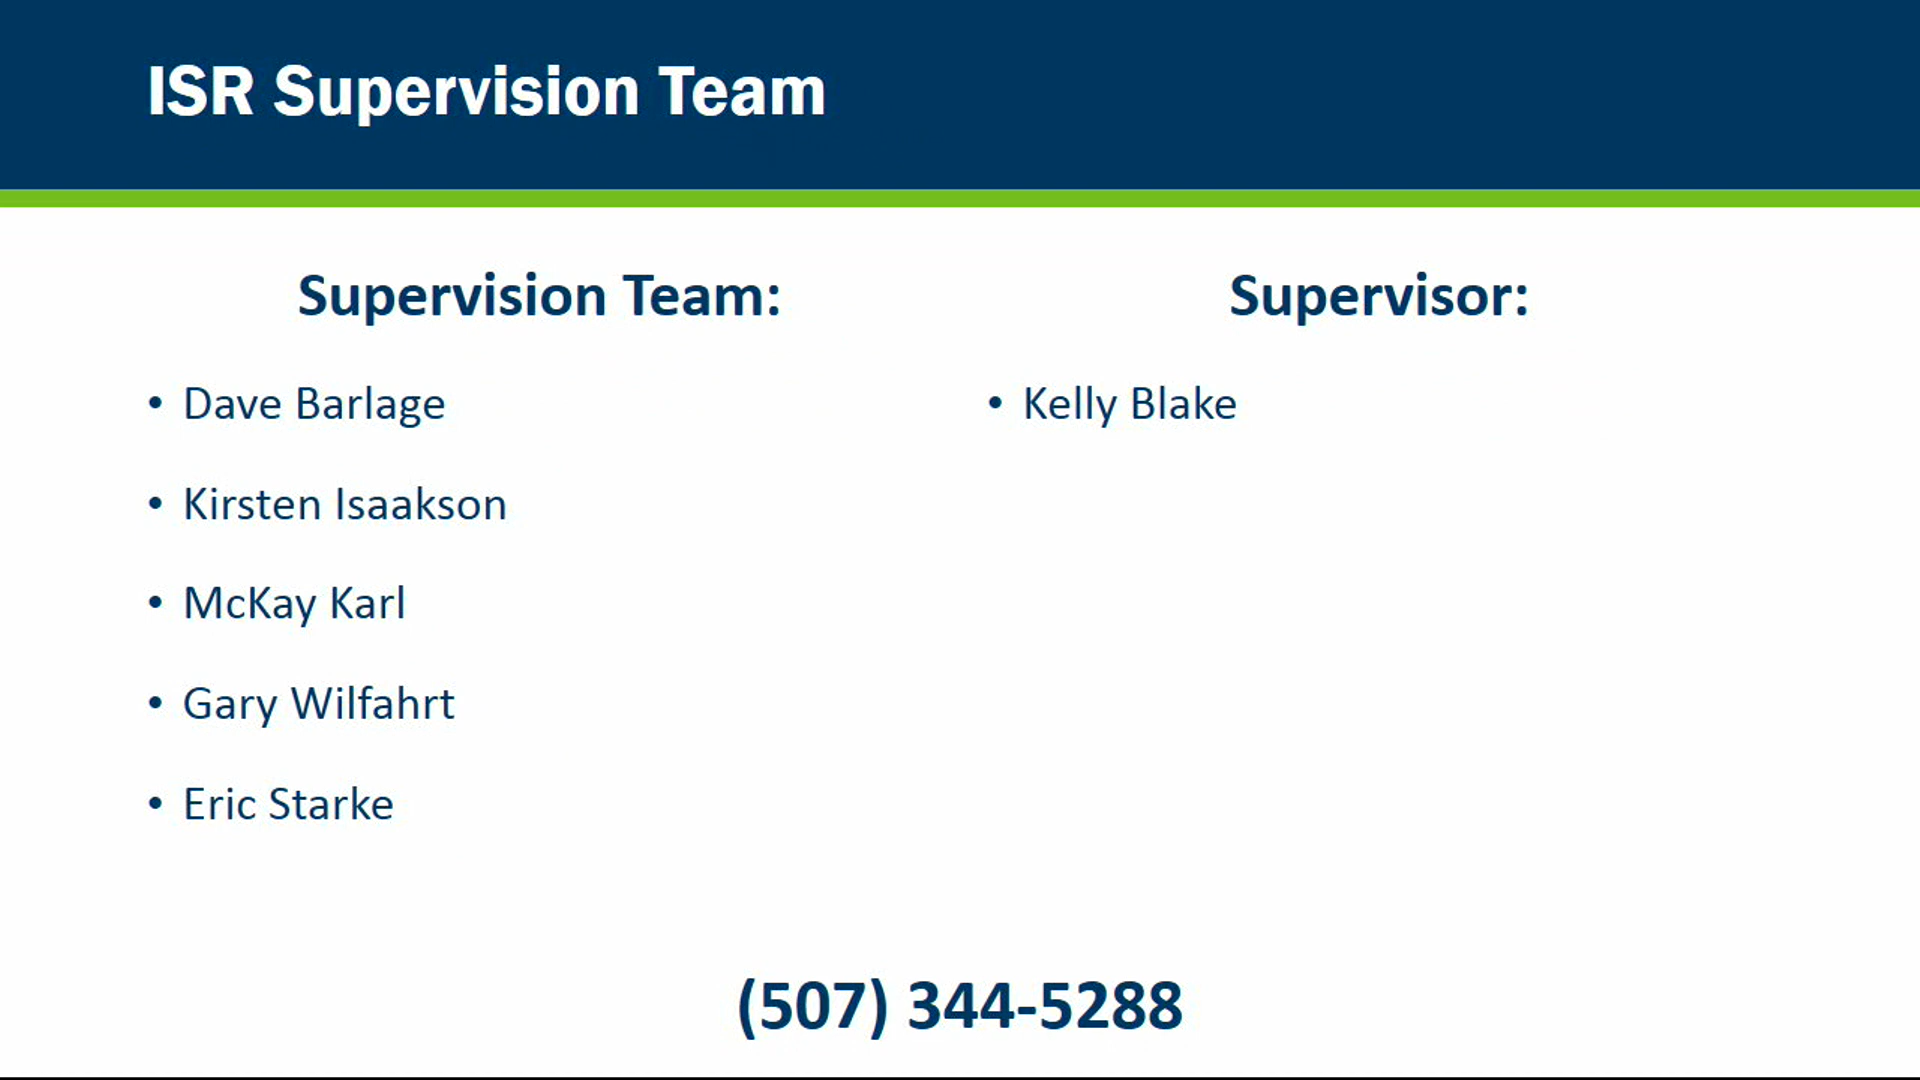 ISR Supervision Team
Supervision Team:
• Dave Barlage
• Kirsten Isaakson
• McKay Karl
• Gary Wilfahrt
• Eric Starke
Supervisor:
• Kelly Blake
(507) 344-5288